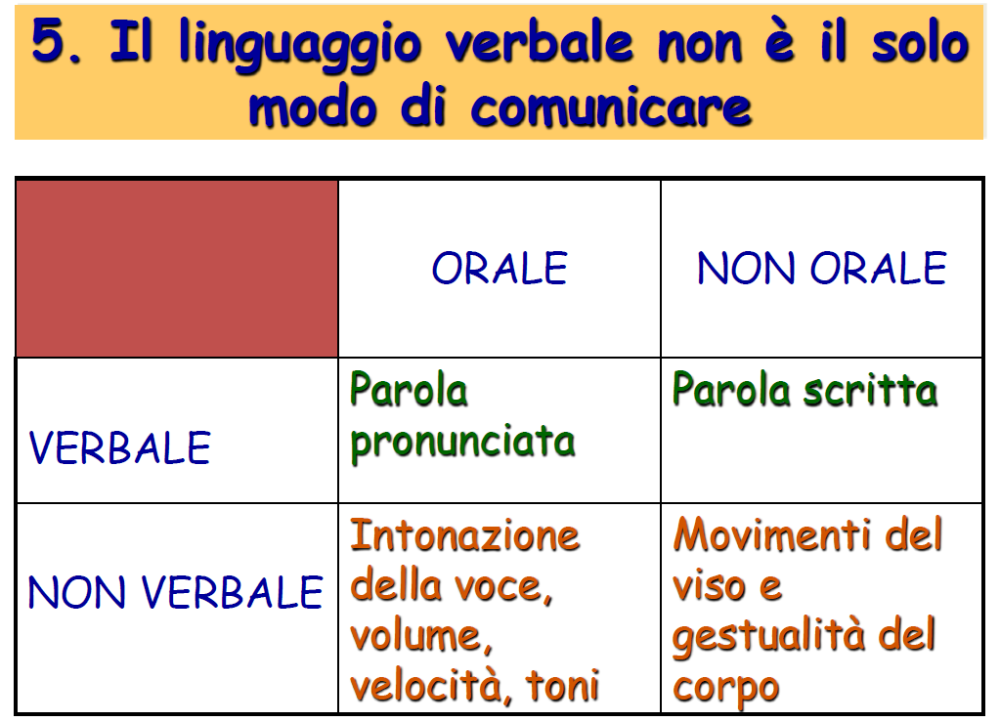 5. Il linguaggio verbale non è il solo
modo di comunicare
ORALE
NON ORALE
VERBALE
Parola
pronunciata
Parola scritta
NON VERBALE
Intonazione
della voce,
volume,
velocità, toni
Movimenti del
viso e
gestualità del
corpo